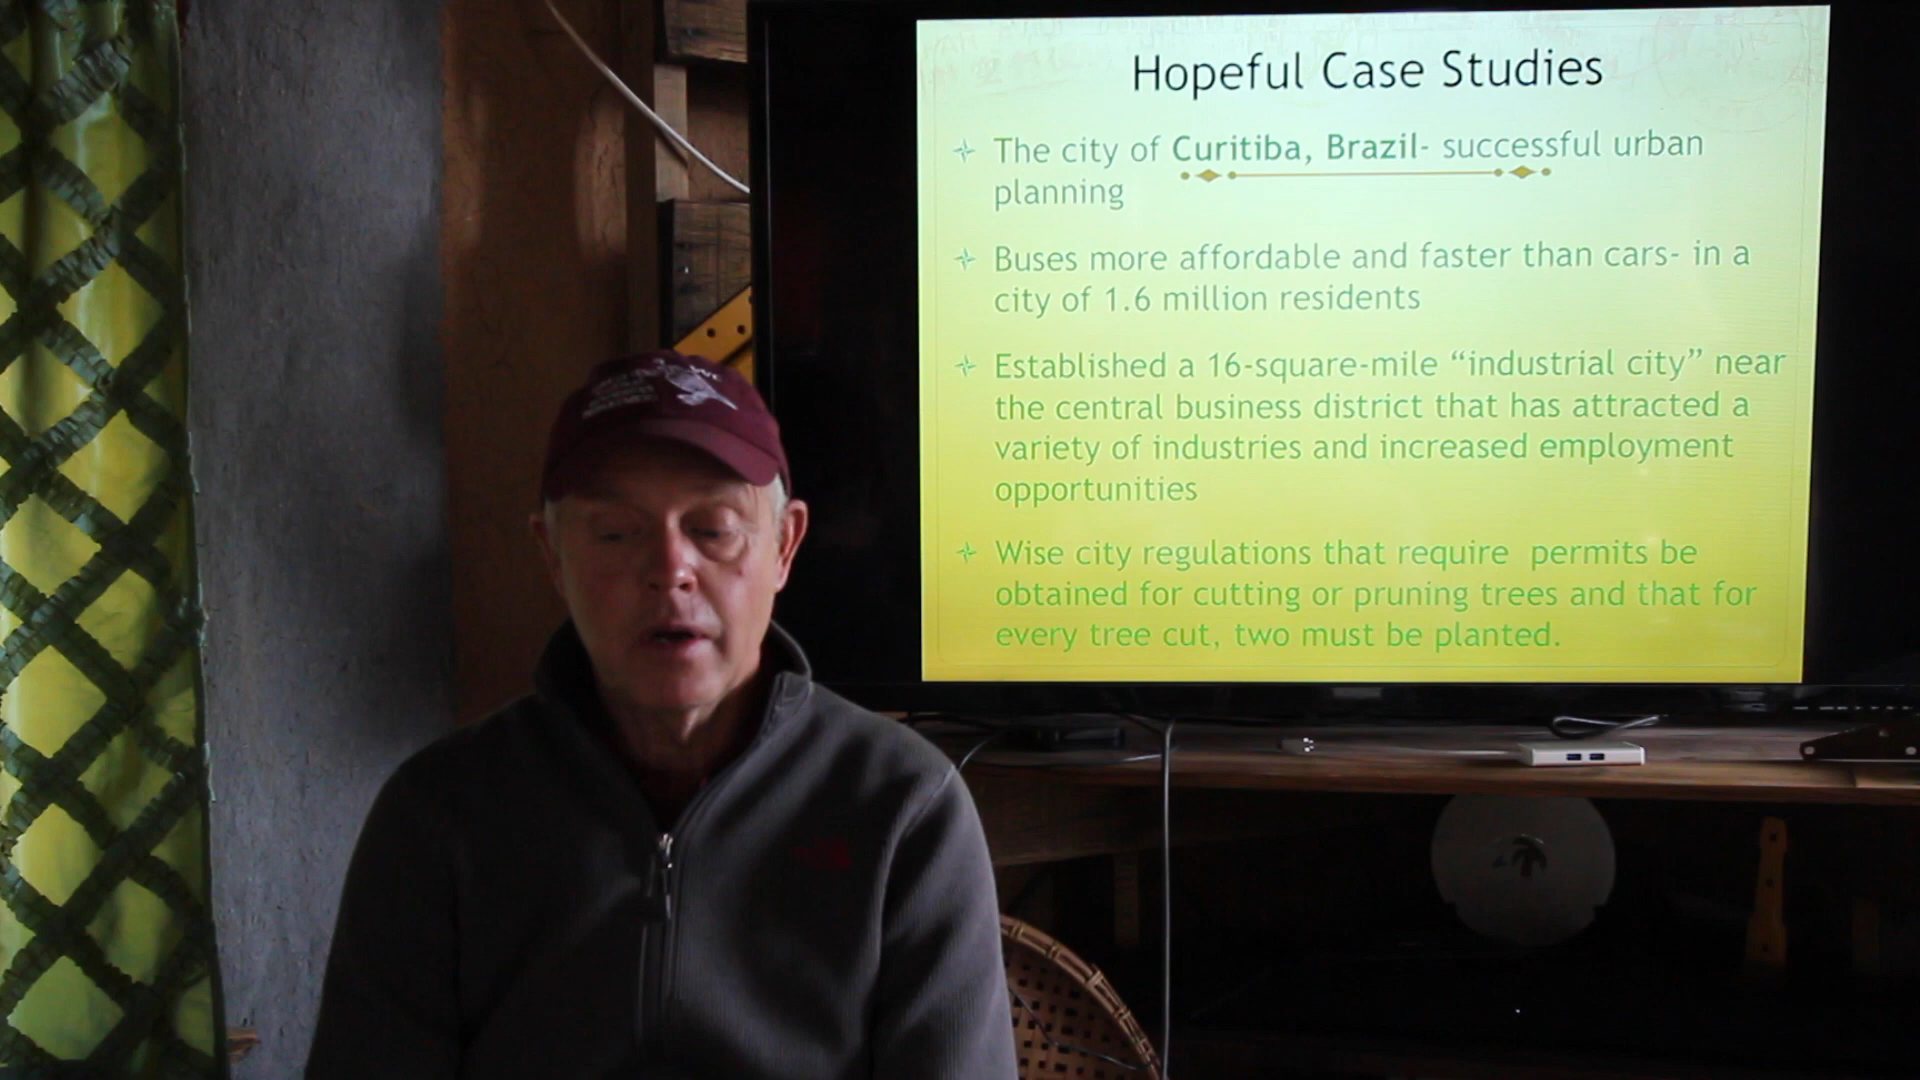 Hopeful Case Studies
The city of Curitiba, Brazil- successful urban
planning
Buses more affordable and faster than cars- in a
city of 1.6 million residents
Established a 16-square-mile “industrial city” near
the central business district that has attracted a
variety of industries and increased employment
opportunities
Wise city regulations that require  permits be
obtained for cutting or pruning trees and that for
every tree cut, two must be planted.